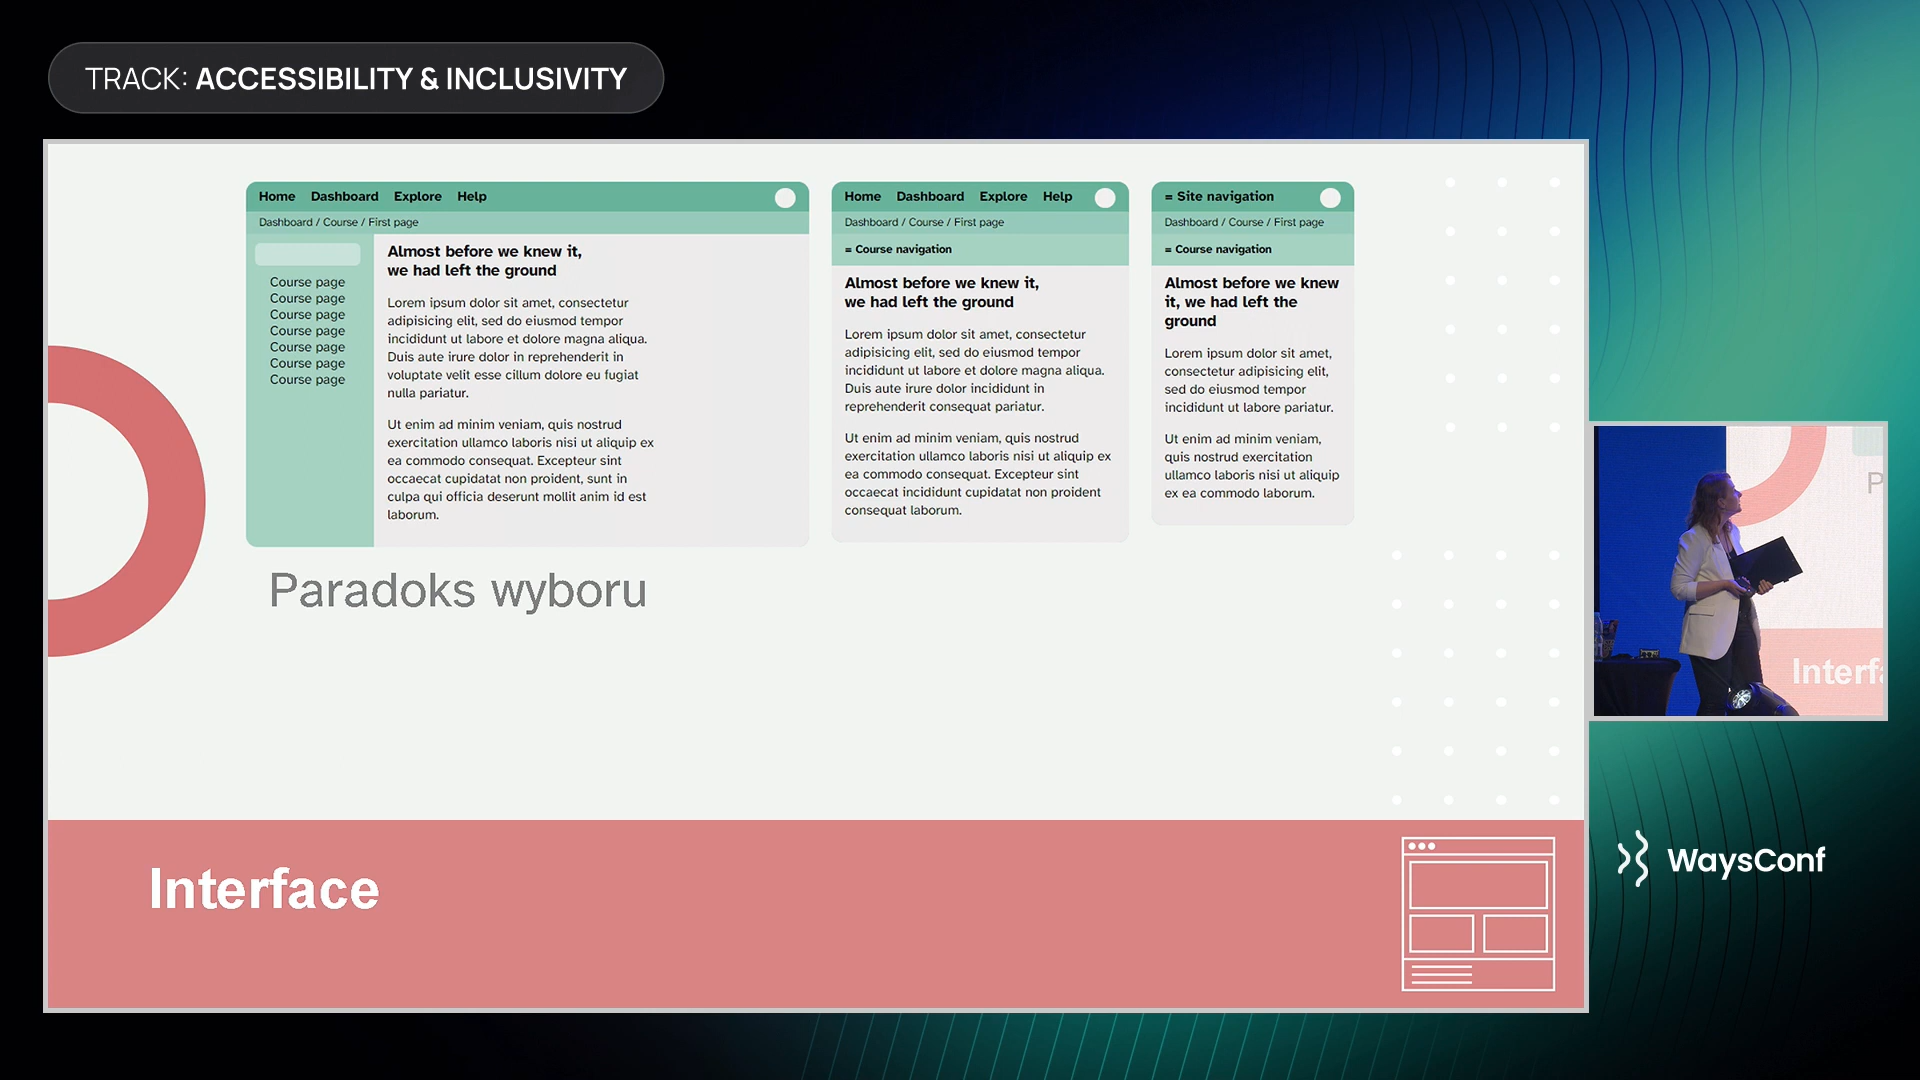 TRACK: ACCESSIBILITY & INCLUSIVITY
Home Dashboard Explore Help
Dashboard / Course / First page
Course page
Course page
Course page
Course page
Course page
Course page
Course page
Almost before we knew it,
we had left the ground
Lorem ipsum dolor sit amet, consectetur
adipisicing elit, sed do eiusmod tempor
incididunt ut labore et dolore magna aliqua.
Duis aute irure dolor in reprehenderit in
voluptate velit esse cillum dolore eu fugiat
nulla pariatur.
Ut enim ad minim veniam, quis nostrud
exercitation ullamco laboris nisi ut aliquip ex
ea commodo consequat. Excepteur sint
occaecat cupidatat non proident, sunt in
culpa qui officia deserunt mollit anim id est
laborum.
Home Dashboard Explore Help
Dashboard / Course / First page
= Course navigation
Almost before we knew it,
we had left the ground
Lorem ipsum dolor sit amet, consectetur
adipisicing elit, sed do eiusmod tempor
incididunt ut labore et dolore magna aliqua.
Duis aute irure dolor incididunt in
reprehenderit consequat pariatur.
Ut enim ad minim veniam, quis nostrud
exercitation ullamco laboris nisi ut aliquip ex
ea commodo consequat. Excepteur sint
occaecat incididunt cupidatat non proident
consequat laborum.
= Site navigation
Dashboard / Course / First page
= Course navigation
Almost before we knew
it, we had left the
ground
Lorem ipsum dolor sit amet,
consectetur adipisicing elit,
sed do eiusmod tempor
incididunt ut labore pariatur.
Ut enim ad minim veniam,
quis nostrud exercitation
ullamco laboris nisi ut aliquip
ex ea commodo laborum.
Paradoks wyboru
Interface
P
Interfa
WaysConf